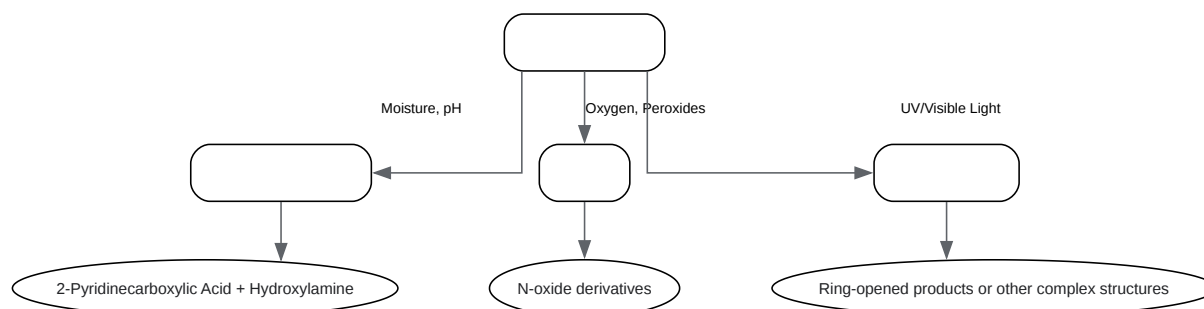 Moisture, pH
Oxygen, Peroxides
UV/Visible Light
2-Pyridinecarboxylic Acid + Hydroxylamine
N-oxide derivatives
Ring-opened products or other complex structures